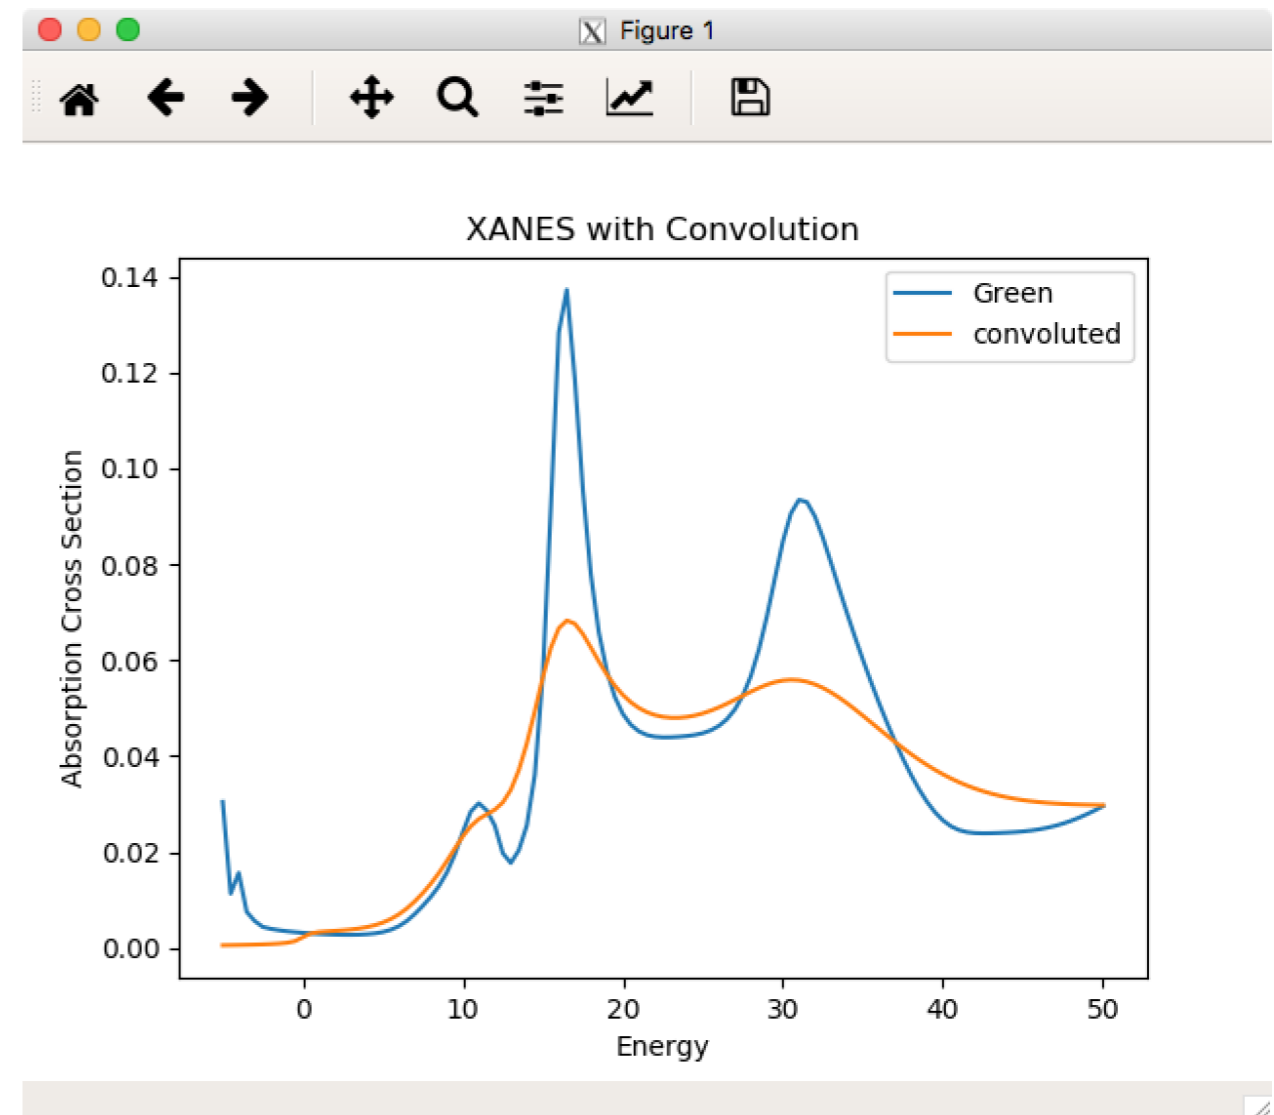 Figure 1
XANES with Convolution
Green
convoluted
Absorption Cross Section
0.14
0.12
0.10
0.08
0.06
0.04
0.02
0.00
0 10 20 30 40 50
Energy